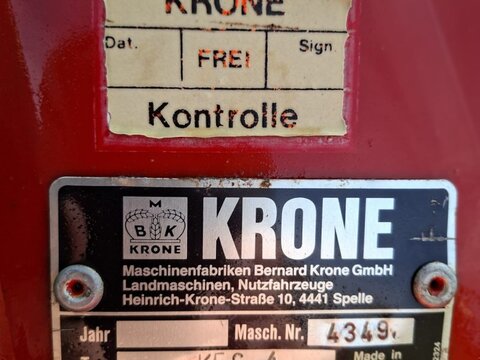 KRONE
Dat.
FREI
Sign.
Kontrolle
M
B K
KRONE
KRONE
Maschinenfabriken Bernard Krone GmbH
Landmaschinen, Nutzfahrzeuge
Heinrich-Krone-Straße 10, 4441 Spelle
Jahr
Masch. Nr. 4349
Made in